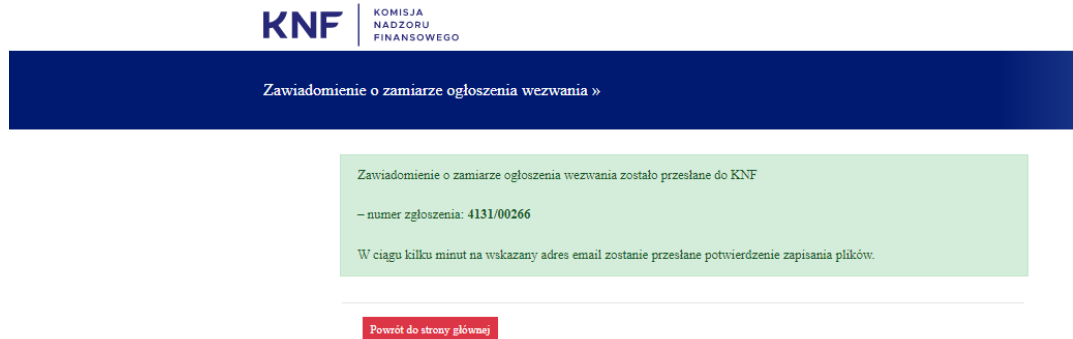 KNF
KOMISJA
NADZORU
FINANSOWEGO
Zawiadomienie o zamiarze ogłoszenia wezwania »
Zawiadomienie o zamiarze ogłoszenia wezwania zostało przesłane do KNF
– numer zgłoszenia: 4131/00266
W ciągu kilku minut na wskazany adres email zostanie przesłane potwierdzenie zapisania plików.
Powrót do strony głównej